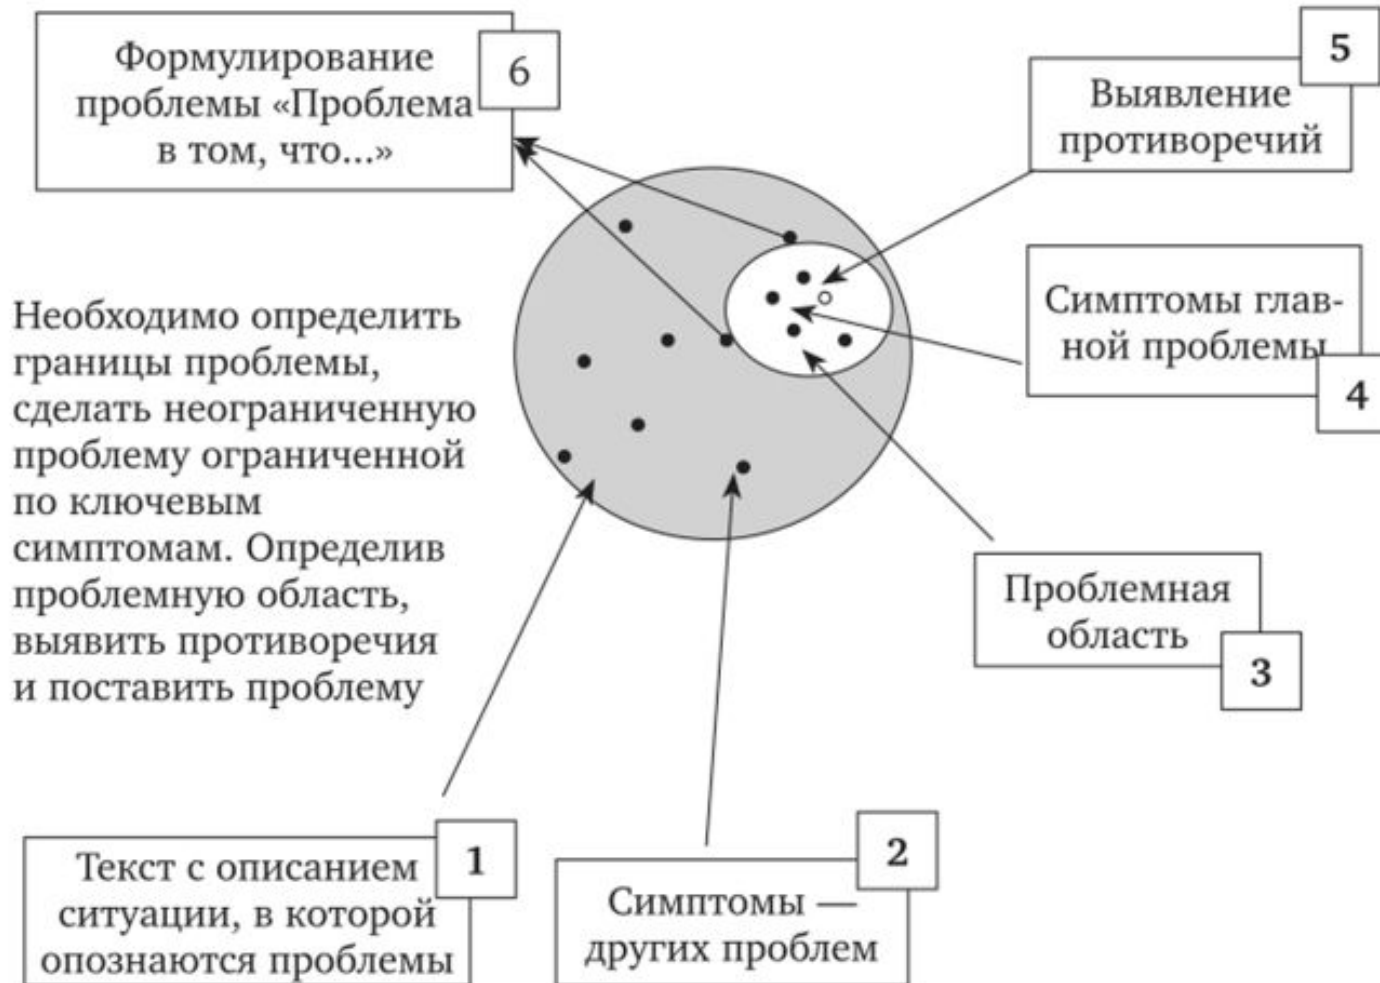 Формулирование
проблемы «Проблема
в том, что...»
6
5
Выявление
противоречий
Симптомы глав-
ной проблемы
4
Необходимо определить
границы проблемы,
сделать неограниченную
проблему ограниченной
по ключевым
симптомам. Определив
проблемную область,
выявить противоречия
и поставить проблему
Проблемная
область
3
1
Текст с описанием
ситуации, в которой
опознаются проблемы
2
Симптомы —
других проблем